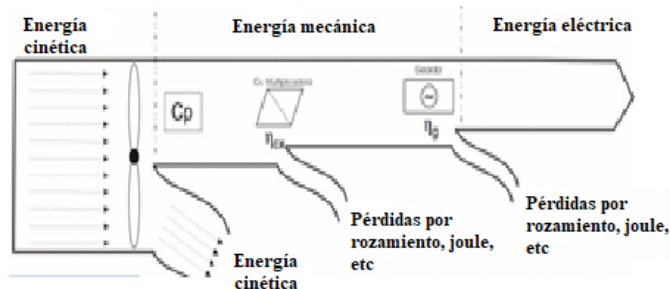 Energía
cinética
Energía mecánica
Energía eléctrica
Cp
ηg
Pérdidas por
rozamiento, joule,
etc
Pérdidas por
rozamiento, joule,
etc
Energía
cinética